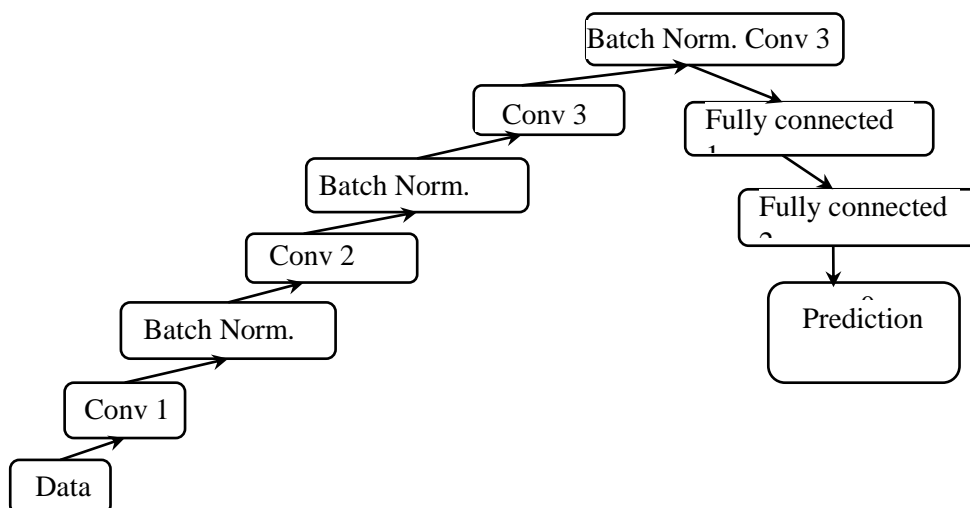 Batch Norm. Conv 3
Conv 3
Fully connected
Batch Norm.
Fully connected
Conv 2
Batch Norm.
Prediction
Conv 1
Data